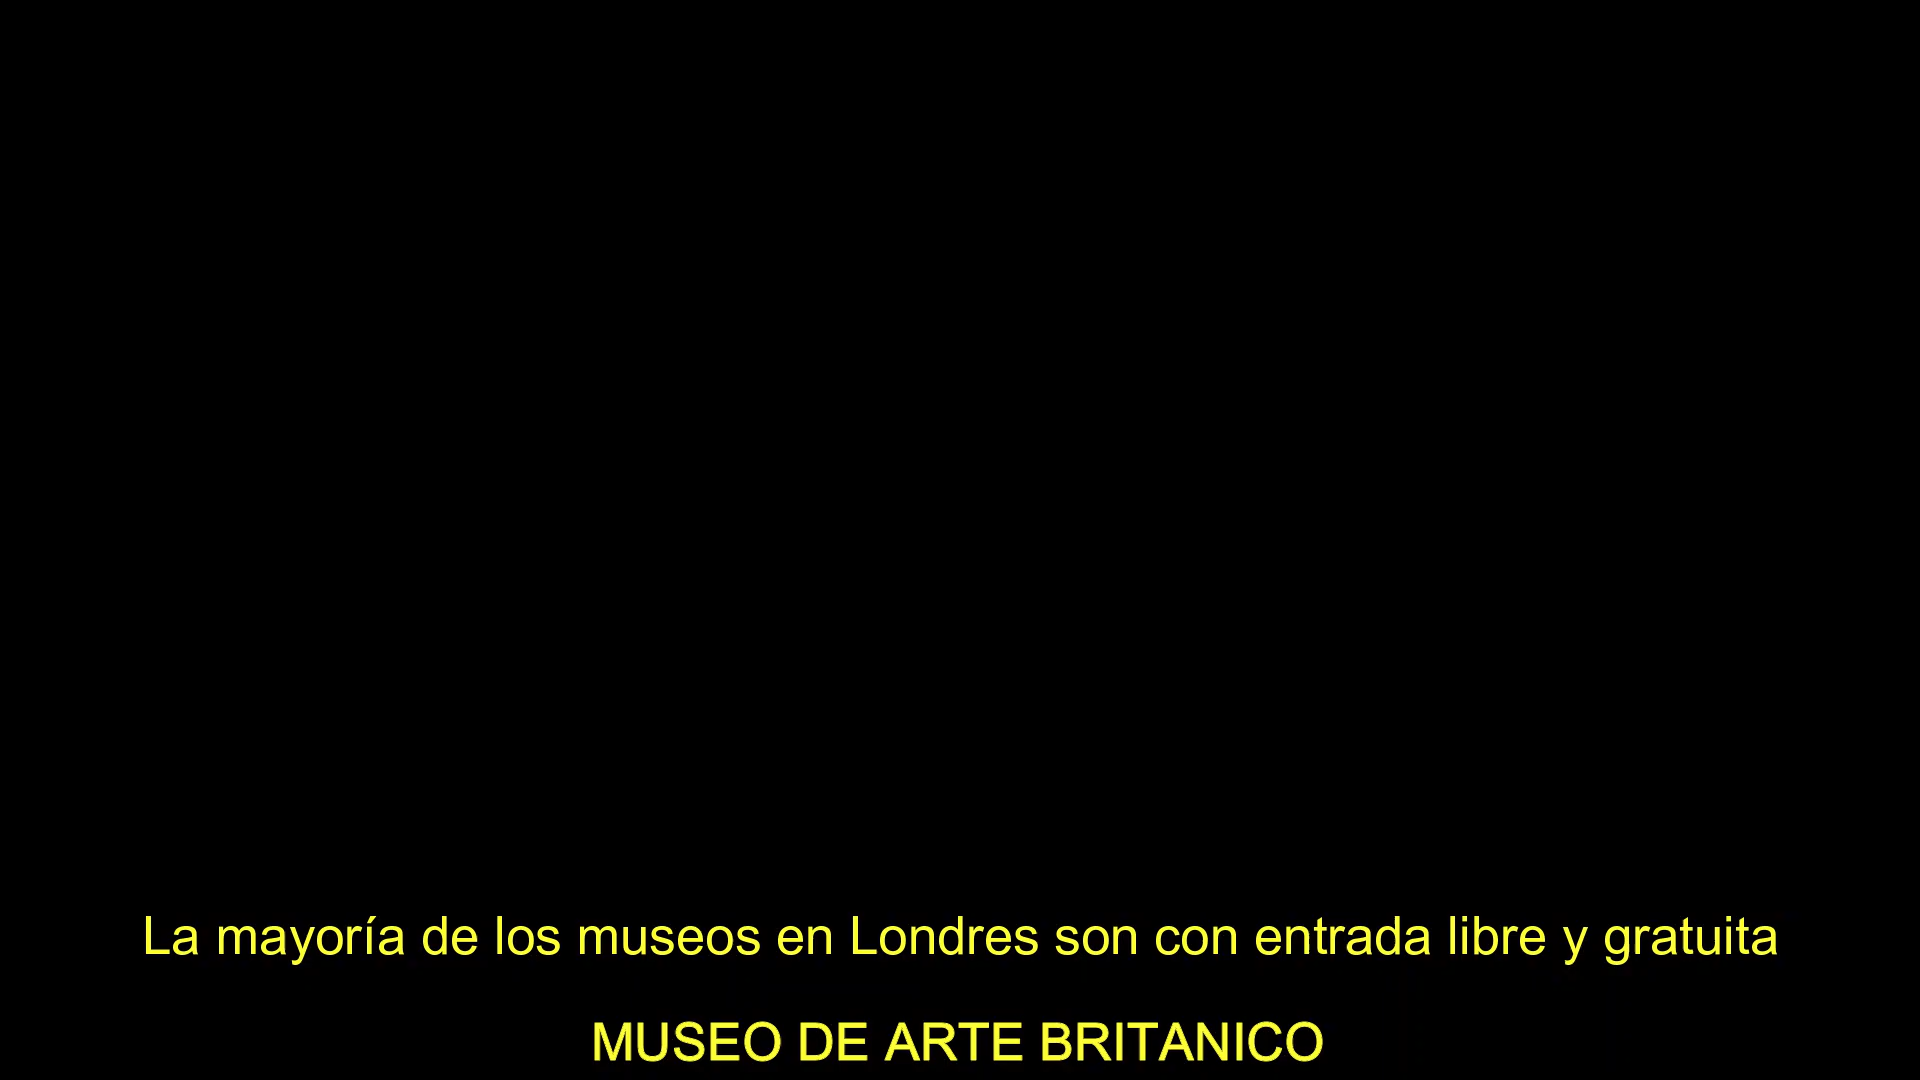 La mayoría de los museos en Londres son con entrada libre y gratuita
MUSEO DE ARTE BRITANICO